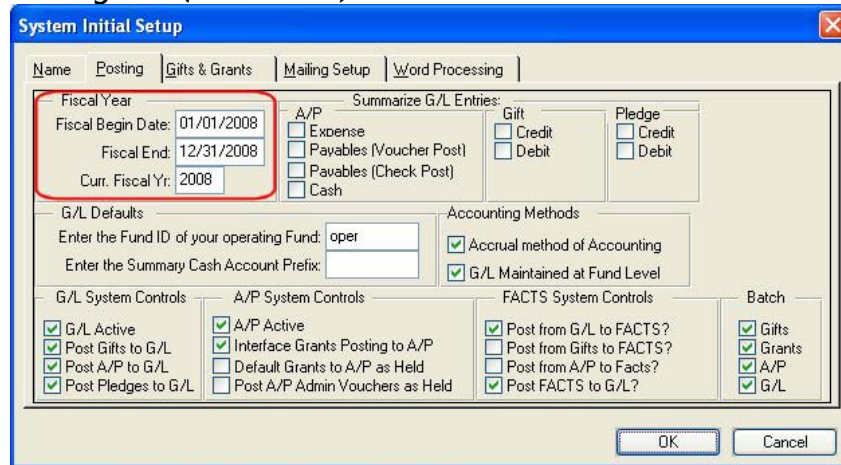 System Initial Setup
Name Posting Gifts & Grants Mailing Setup Word Processing
Fiscal Year
Fiscal Begin Date: 01/01/2008
Fiscal End: 12/31/2008
Curr. Fiscal Yr: 2008
Summarize G/L Entries:
A/P
Expense
Payables (Voucher Post)
Payables (Check Post)
Cash
Gift
Credit
Debit
Pledge
Credit
Debit
G/L Defaults
Enter the Fund ID of your operating Fund: oper
Enter the Summary Cash Account Prefix:
Accounting Methods
Accrual method of Accounting
G/L Maintained at Fund Level
G/L System Controls
G/L Active
Post Gifts to G/L
Post A/P to G/L
Post Pledges to G/L
A/P System Controls
A/P Active
Interface Grants Posting to A/P
Default Grants to A/P as Held
Post A/P Admin Vouchers as Held
FACTS System Controls
Post from G/L to FACTS?
Post from Gifts to FACTS?
Post from A/P to Facts?
Post FACTS to G/L?
Batch
Gifts
Grants
A/P
G/L
OK Cancel